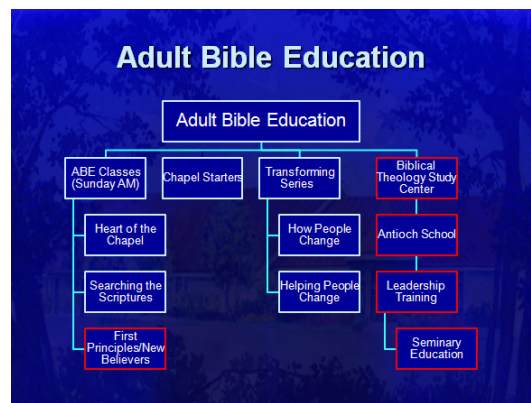 Adult Bible Education
Adult Bible Education
ABE Classes
(Sunday AM)
Chapel Starters
Transforming
Series
Biblical
Theology Study
Center
Heart of the
Chapel
How People
Change
Antioch School
Searching the
Scriptures
Helping People
Change
Leadership
Training
First
Principles/New
Believers
Seminary
Education